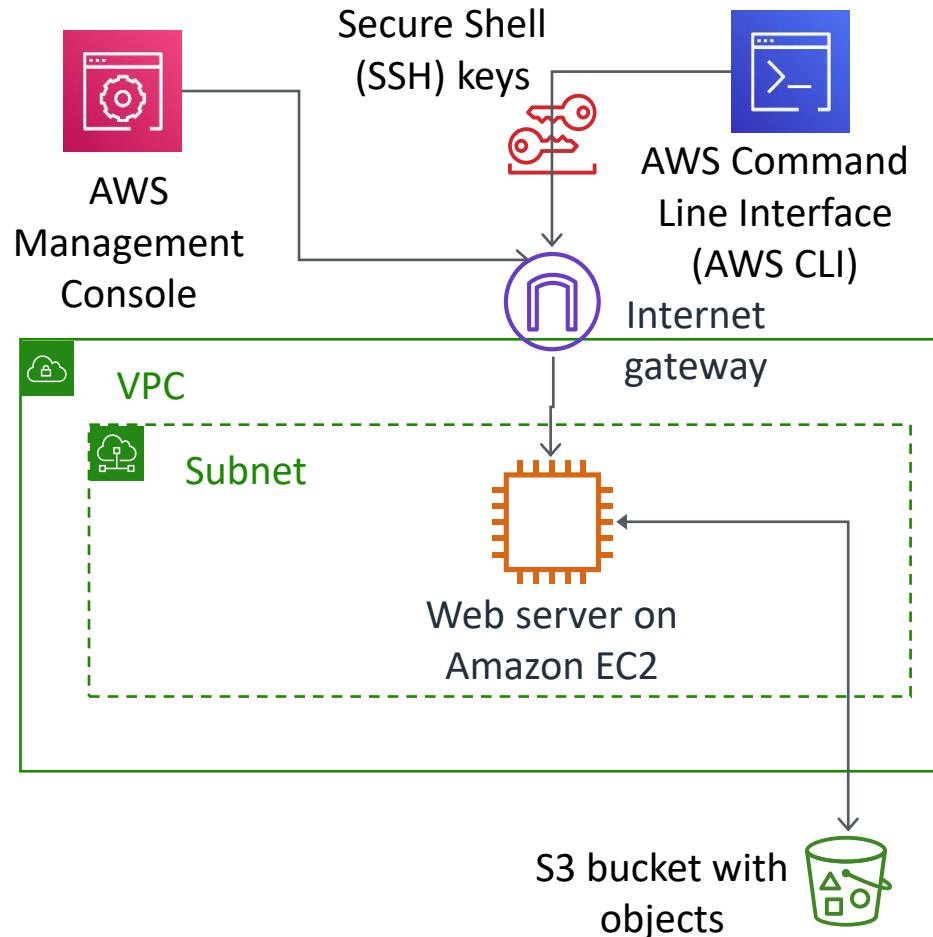 Secure Shell
(SSH) keys
AWS
Management
Console
AWS Command
Line Interface
(AWS CLI)
Internet
gateway
VPC
Subnet
Web server on
Amazon EC2
S3 bucket with
objects